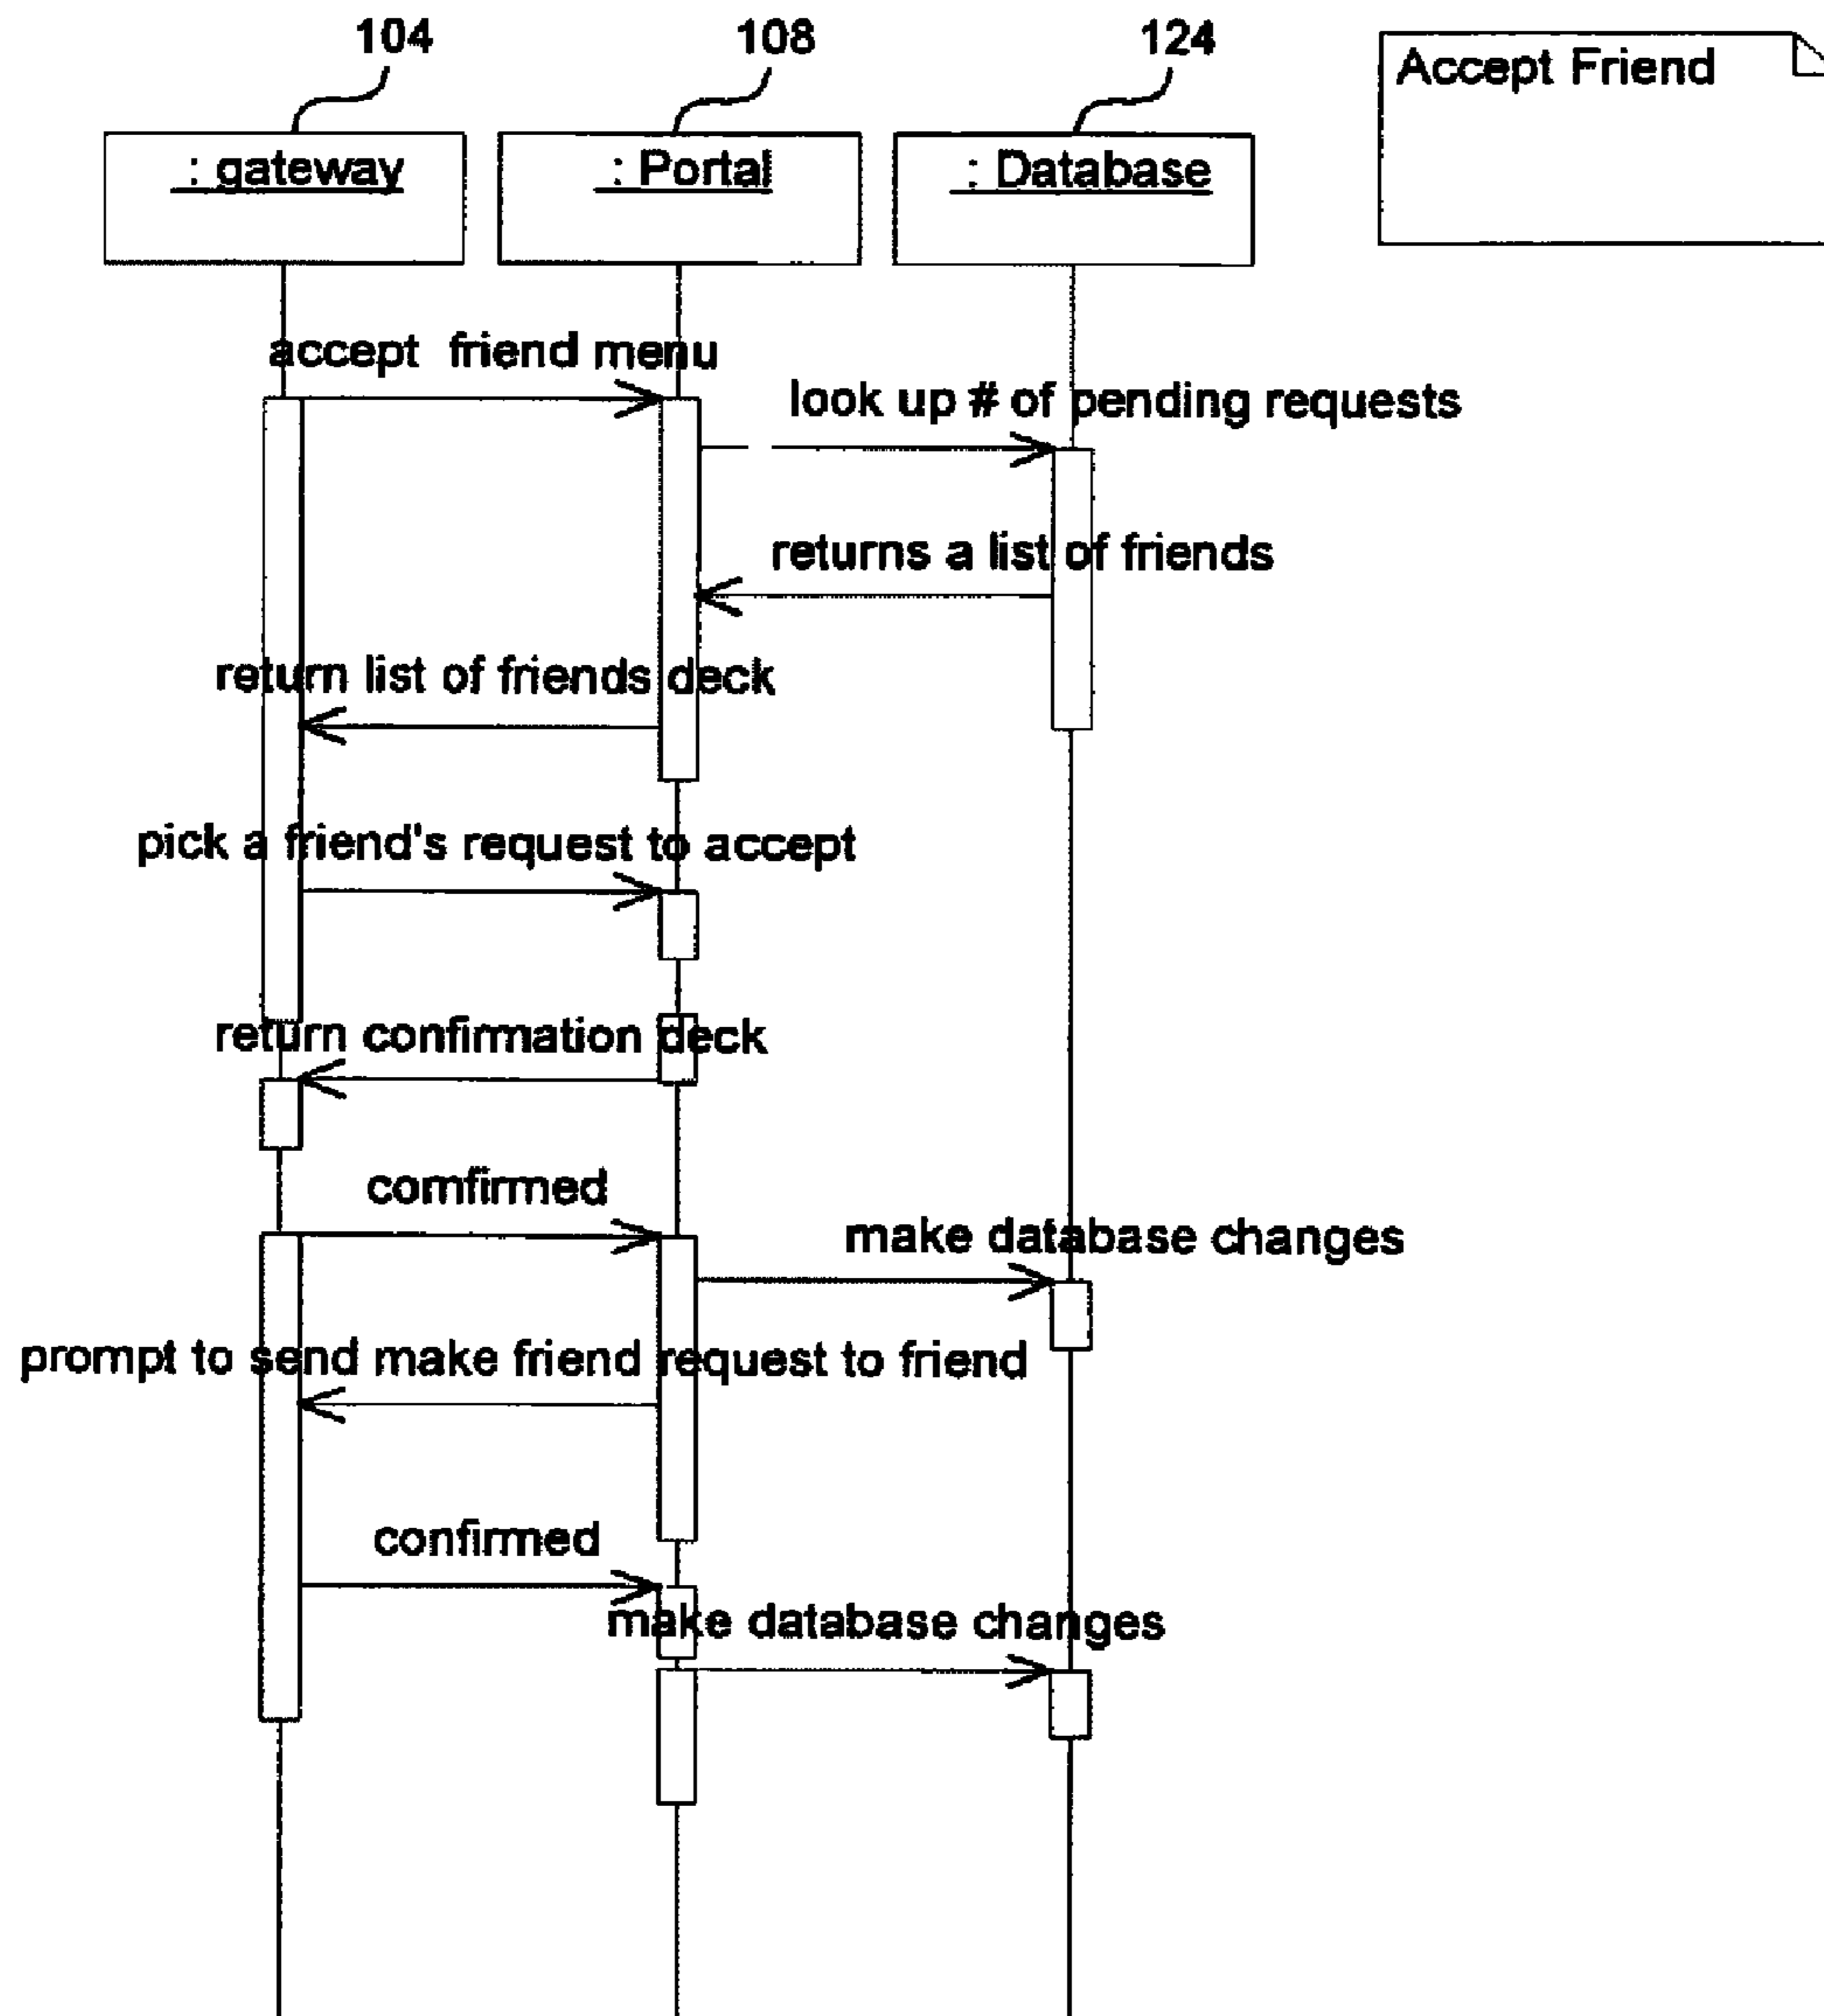 104
108
124
Accept Friend
: gateway
: Portal
: Database
accept friend menu
look up # of pending requests
returns a list of friends
return list of friends deck
pick a friend's request to accept
return confirmation deck
comfirmed
make database changes
prompt to send make friend request to friend
confirmed
make database changes